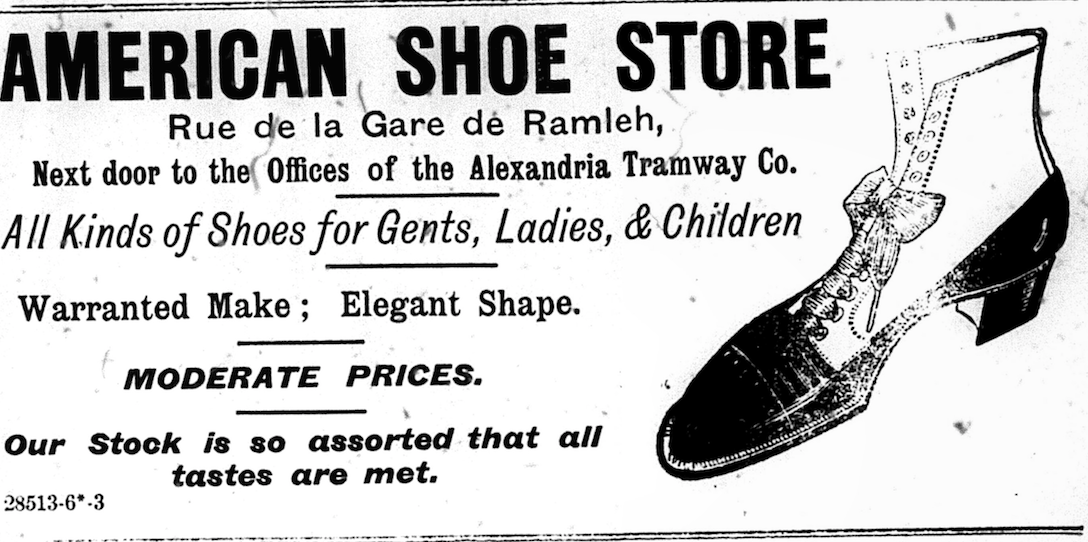 AMERICAN SHOE STORE
Rue de la Gare de Ramleh,
Next door to the Offices of the Alexandria Tramway Co.
All Kinds of Shoes for Gents, Ladies, & Children
Warranted Make; Elegant Shape.
MODERATE PRICES.
Our Stock is so assorted that all
tastes are met.
28513-6*-3